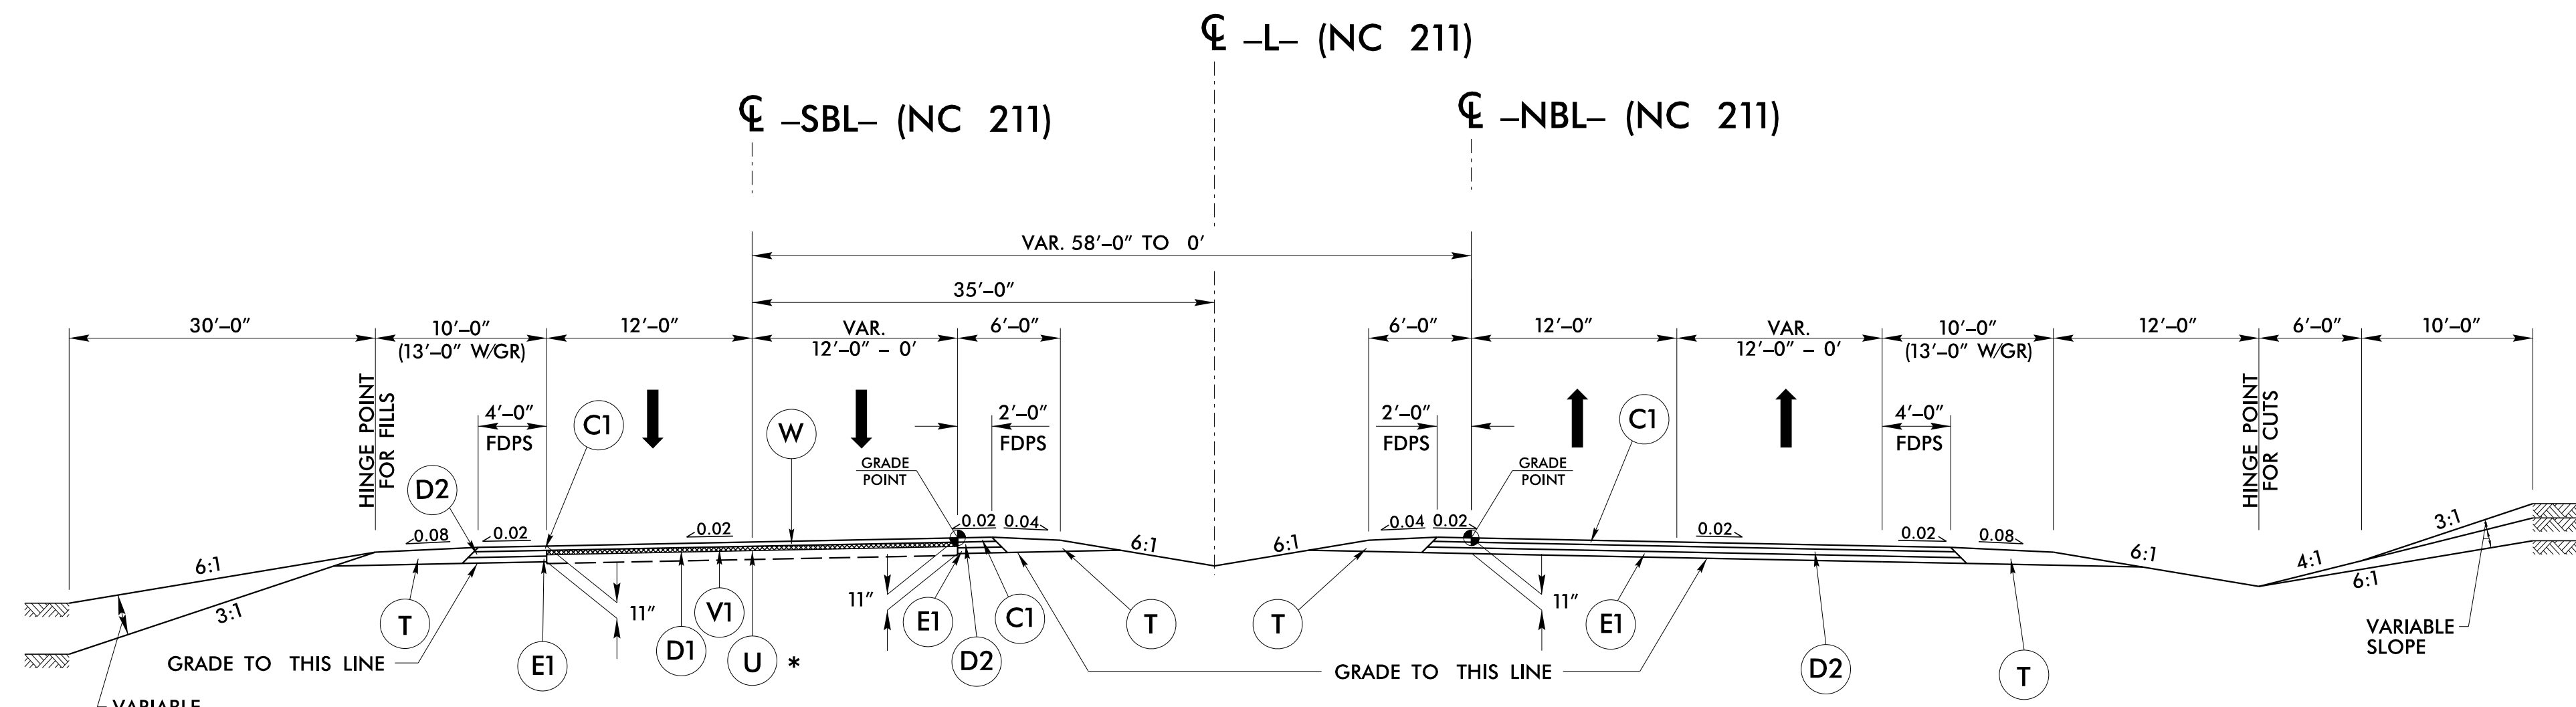 ℄ –L– (NC 211)
℄ –SBL– (NC 211)
℄ –NBL– (NC 211)
VAR. 58'–0" TO 0'
35'–0"
30'–0"
10'–0"
(13'–0" W/GR)
12'–0"
VAR.
12'–0" – 0'
6'–0"
6'–0"
12'–0"
VAR.
12'–0" – 0'
10'–0"
(13'–0" W/GR)
12'–0"
6'–0"
10'–0"
HINGE POINT
FOR FILLS
4'–0"
FDPS
C1
W
2'–0"
FDPS
2'–0"
FDPS
C1
4'–0"
FDPS
HINGE POINT
FOR CUTS
D2
GRADE
POINT
GRADE
POINT
0.08
0.02
0.02
0.02
0.04
0.04
0.02
0.02
0.02
0.08
6:1
3:1
6:1
6:1
6:1
4:1
3:1
6:1
T
11"
V1
11"
E1
C1
T
T
11"
E1
GRADE TO THIS LINE
E1
D1
U *
D2
GRADE TO THIS LINE
D2
T
VARIABLE
SLOPE
VARIABLE